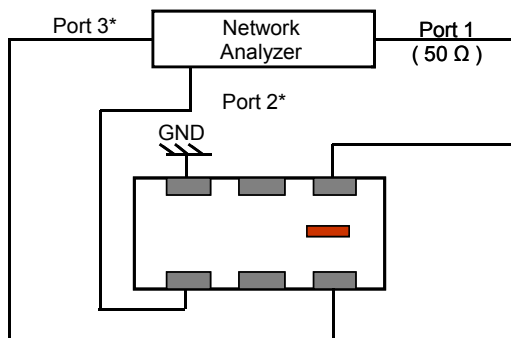 Port 3*
Network
Analyzer
Port 1
( 50 Ω )
Port 2*
GND